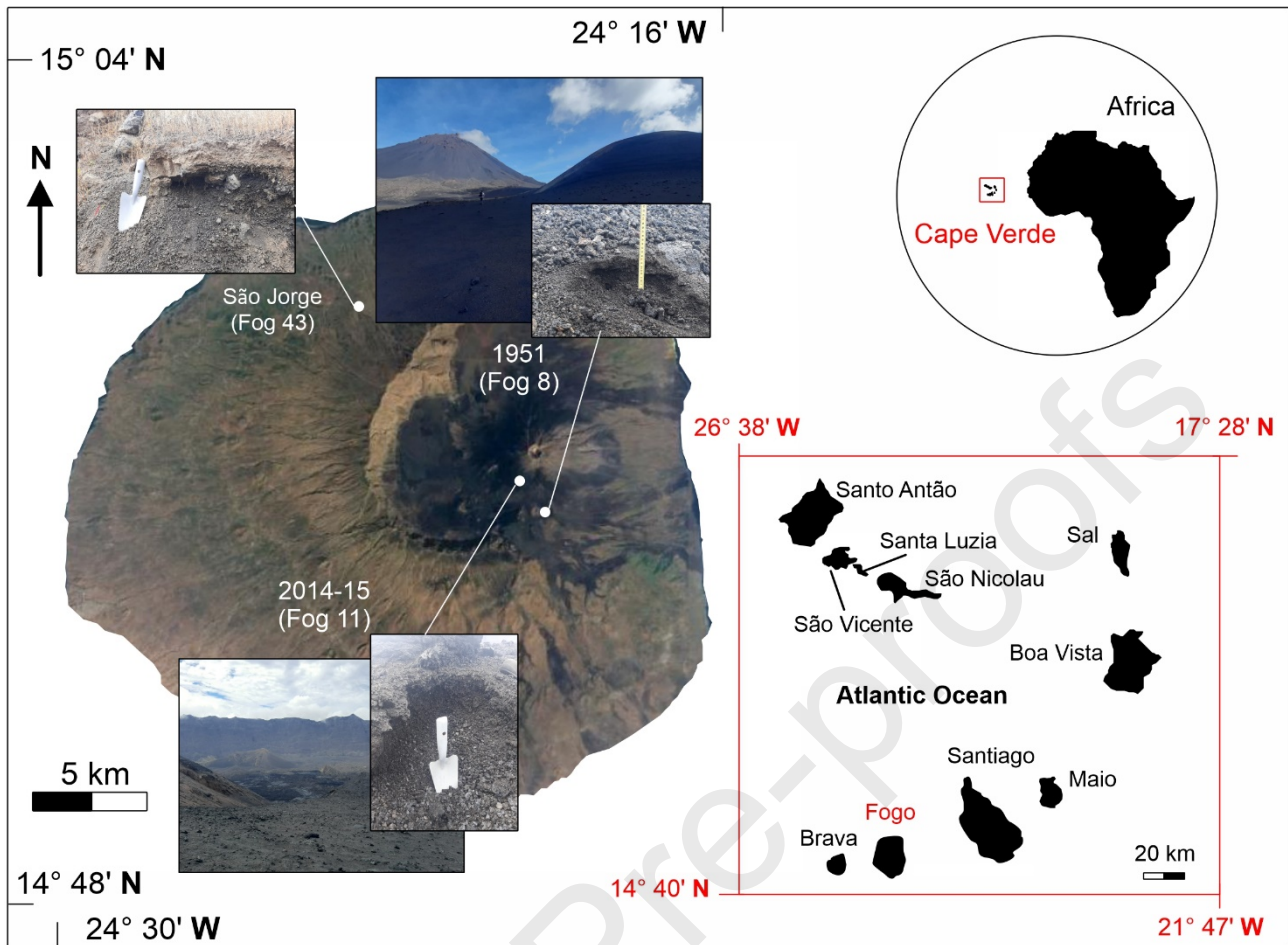 24° 16' W
15° 04' N
N
São Jorge
(Fog 43)
1951
(Fog 8)
2014-15
(Fog 11)
5 km
14° 48' N
24° 30' W
Africa
Cape Verde
26° 38' W
17° 28' N
Santo Antão
Santa Luzia
Sal
São Nicolau
São Vicente
Boa Vista
Atlantic Ocean
Santiago
Maio
Fogo
Brava
20 km
14° 40' N
21° 47' W
Pre-proofs